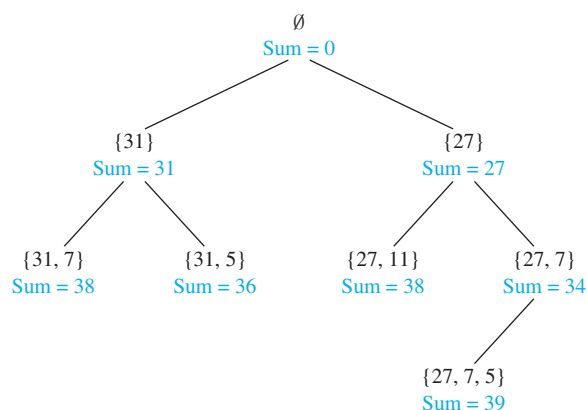 ∅
Sum = 0
{31} {27}
Sum = 31 Sum = 27
{31, 7} {31, 5} {27, 11} {27, 7}
Sum = 38 Sum = 36 Sum = 38 Sum = 34
{27, 7, 5}
Sum = 39